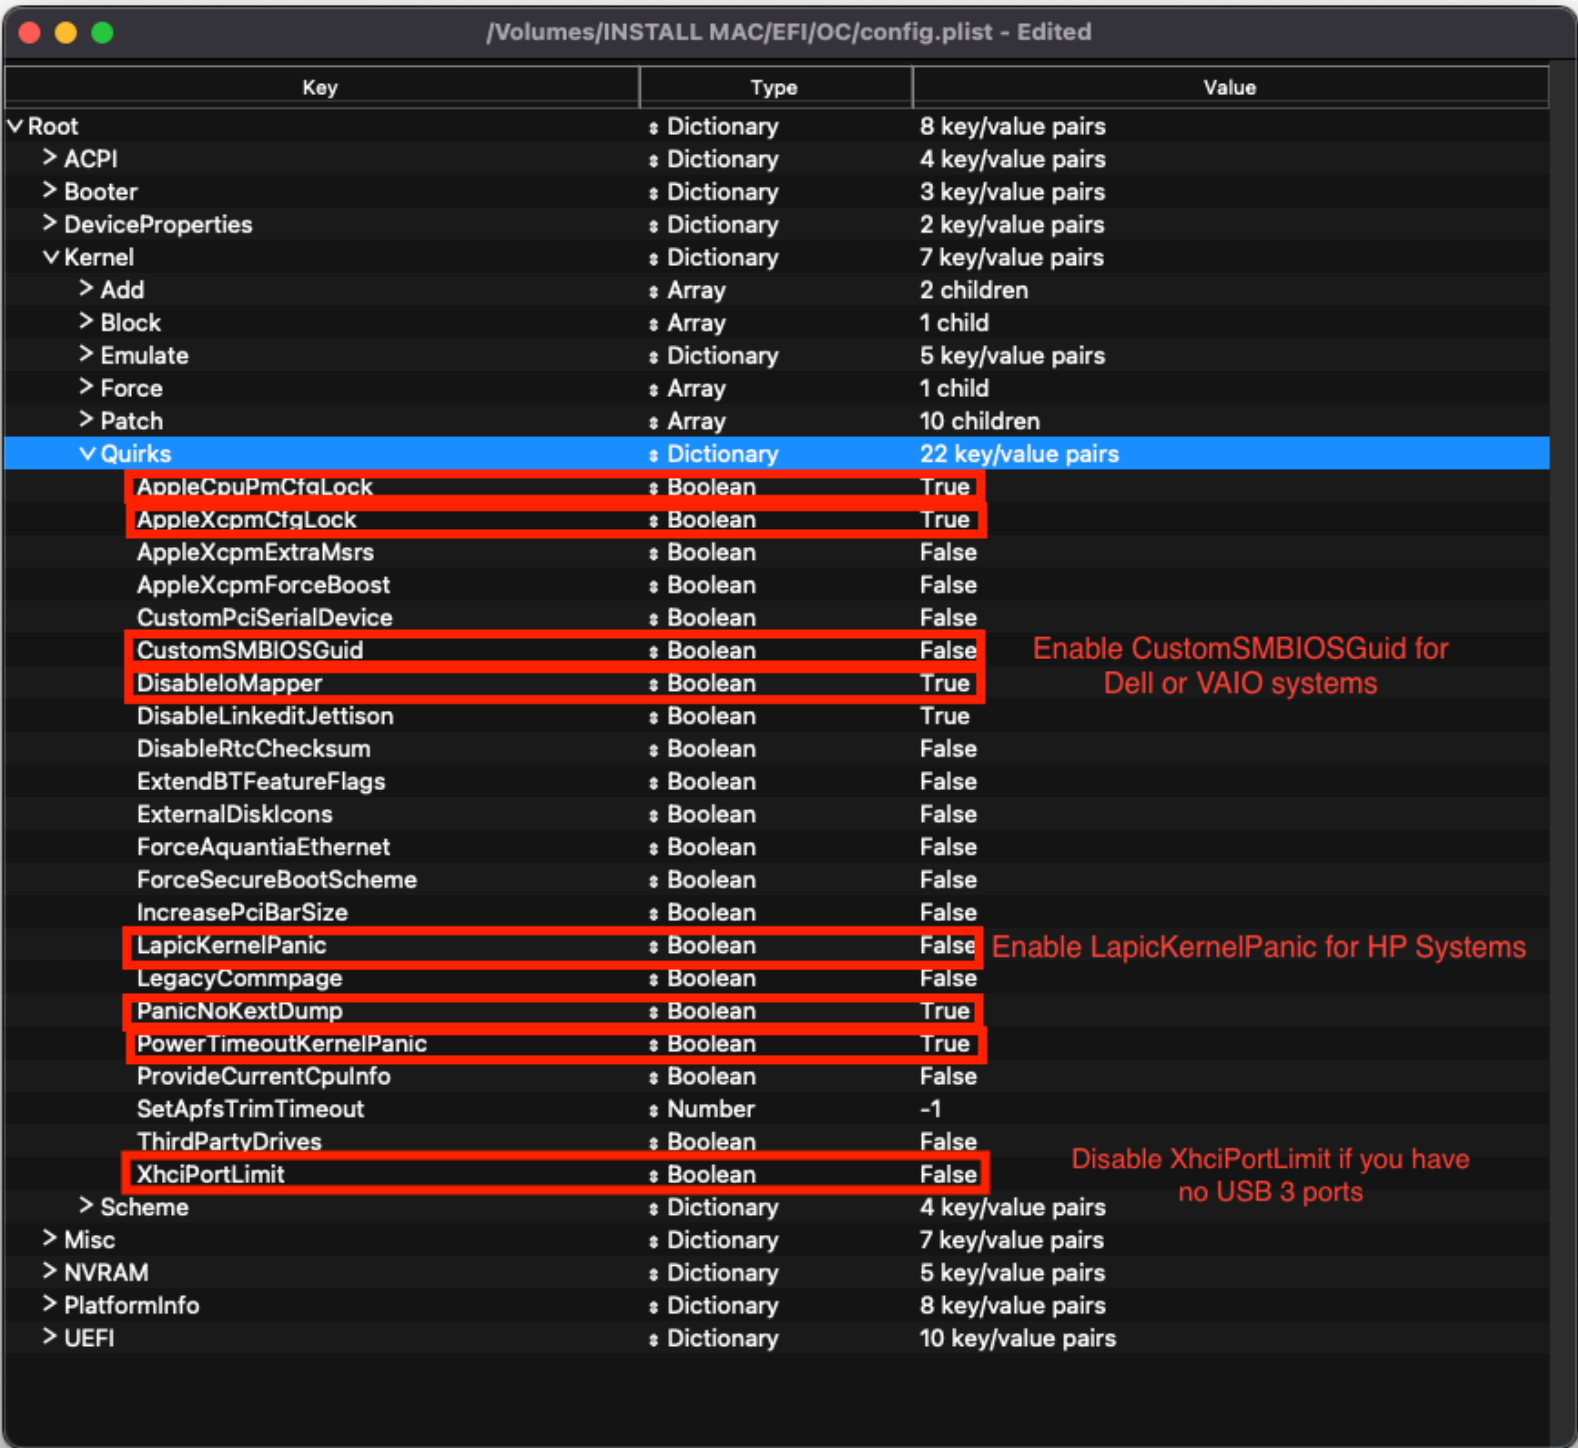 /Volumes/INSTALL MAC/EFI/OC/config.plist - Edited
Key Type Value
Root Dictionary 8 key/value pairs
ACPI Dictionary 4 key/value pairs
Booter Dictionary 3 key/value pairs
DeviceProperties Dictionary 2 key/value pairs
Kernel Dictionary 7 key/value pairs
Add Array 2 children
Block Array 1 child
Emulate Dictionary 5 key/value pairs
Force Array 1 child
Patch Array 10 children
Quirks Dictionary 22 key/value pairs
AppleCpuPmCfgLock Boolean True
AppleXcpmCfgLock Boolean True
AppleXcpmExtraMsrs Boolean False
AppleXcpmForceBoost Boolean False
CustomPciSerialDevice Boolean False
CustomSMBIOSGuid Boolean False Enable CustomSMBIOSGuid for
DisableIoMapper Boolean True Dell or VAIO systems
DisableLinkeditJettison Boolean True
DisableRtcChecksum Boolean False
ExtendBTFeatureFlags Boolean False
ExternalDiskIcons Boolean False
ForceAquantiaEthernet Boolean False
ForceSecureBootScheme Boolean False
IncreasePciBarSize Boolean False
LapicKernelPanic Boolean False Enable LapicKernelPanic for HP Systems
LegacyCommpage Boolean False
PanicNoKextDump Boolean True
PowerTimeoutKernelPanic Boolean True
ProvideCurrentCpuInfo Boolean False
SetApfsTrimTimeout Number -1
ThirdPartyDrives Boolean False
Disable XhciPortLimit if you have
XhciPortLimit Boolean False
no USB 3 ports
Scheme Dictionary 4 key/value pairs
Misc Dictionary 7 key/value pairs
NVRAM Dictionary 5 key/value pairs
PlatformInfo Dictionary 8 key/value pairs
UEFI Dictionary 10 key/value pairs